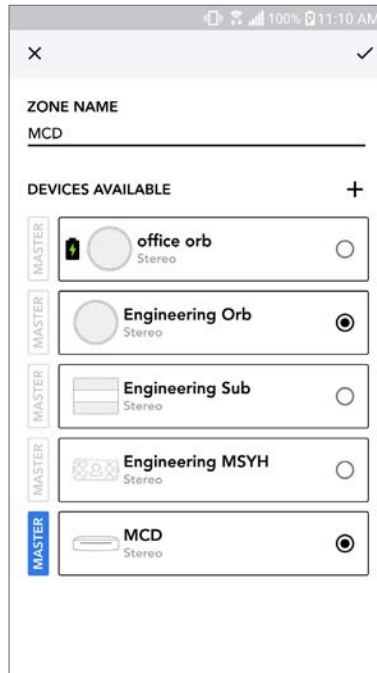 100% 11:10 AM
ZONE NAME
MCD
DEVICES AVAILABLE
MASTER
office orb
Stereo
MASTER
Engineering Orb
Stereo
MASTER
Engineering Sub
Stereo
MASTER
Engineering MSYH
Stereo
MASTER
MCD
Stereo